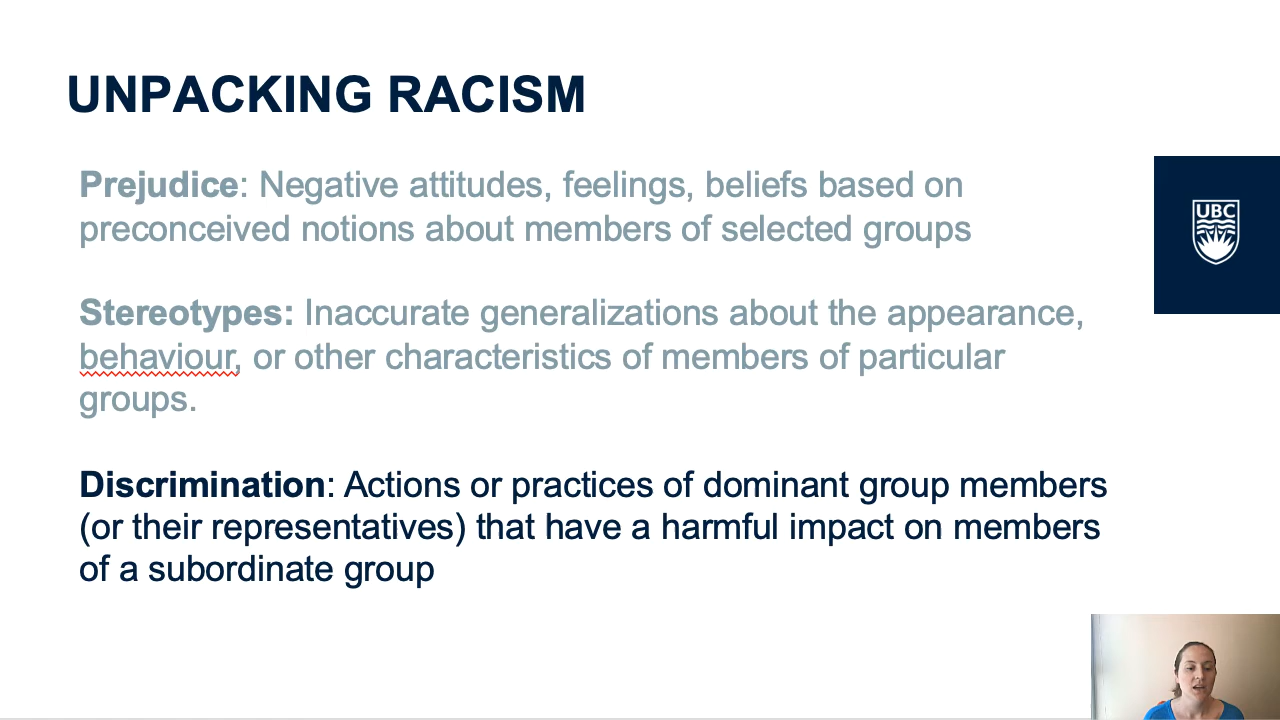 UNPACKING RACISM
Prejudice: Negative attitudes, feelings, beliefs based on
preconceived notions about members of selected groups
UBC
Stereotypes: Inaccurate generalizations about the appearance,
behaviour, or other characteristics of members of particular
groups.
Discrimination: Actions or practices of dominant group members
(or their representatives) that have a harmful impact on members
of a subordinate group